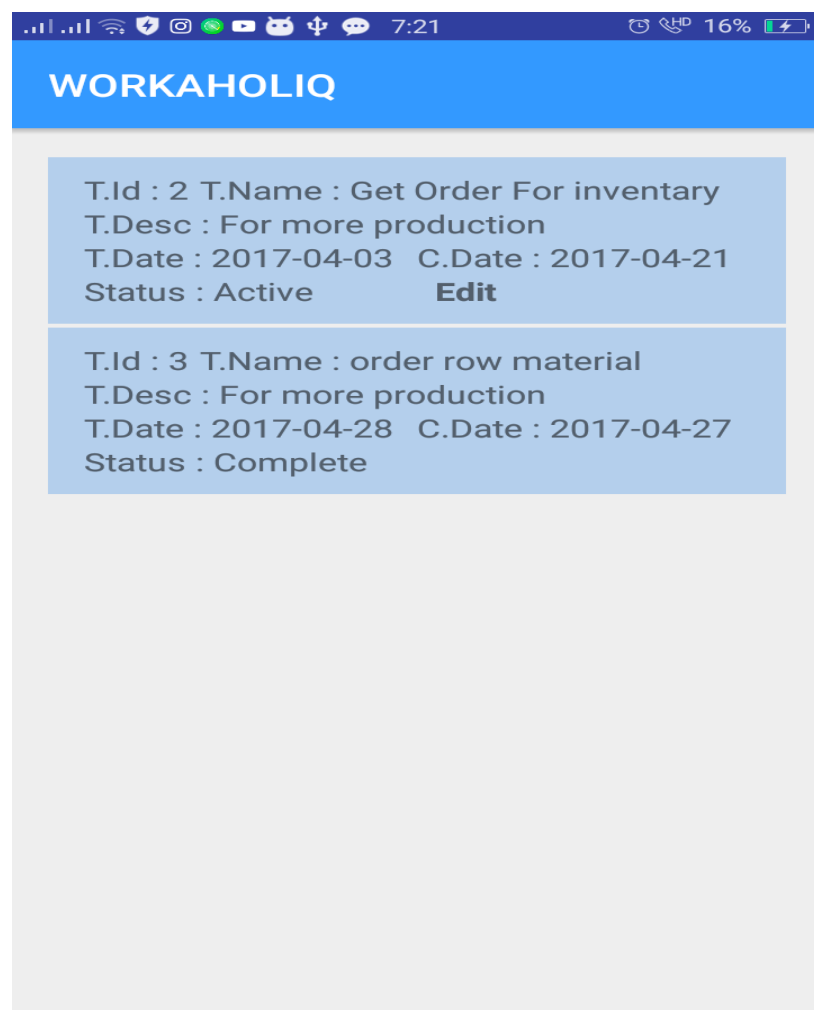 7:21 HD 16%
WORKAHOLIQ
T.Id : 2 T.Name : Get Order For inventary
T.Desc : For more production
T.Date : 2017-04-03 C.Date : 2017-04-21
Status : Active Edit
T.Id : 3 T.Name : order row material
T.Desc : For more production
T.Date : 2017-04-28 C.Date : 2017-04-27
Status : Complete